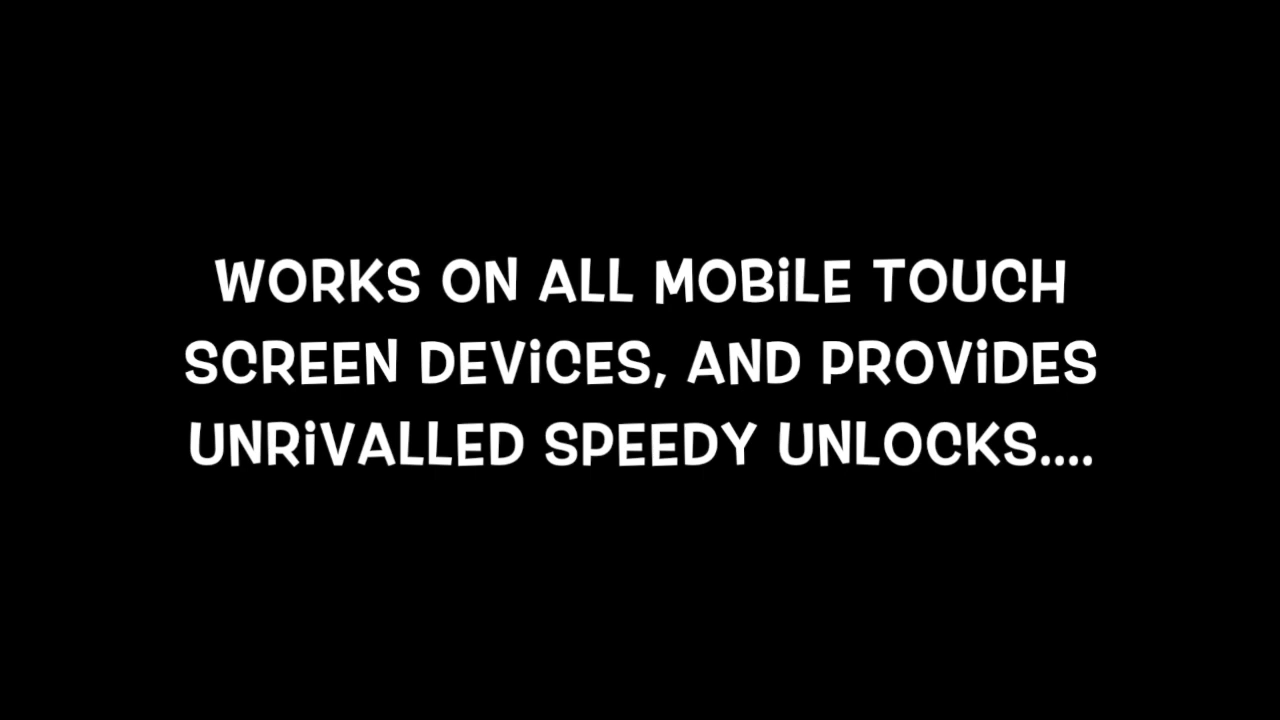 WORKS ON ALL MOBiLE TOUCH
SCREEN DEViCES, AND PROViDES
UNRiVALLED SPEEDY UNLOCKS....